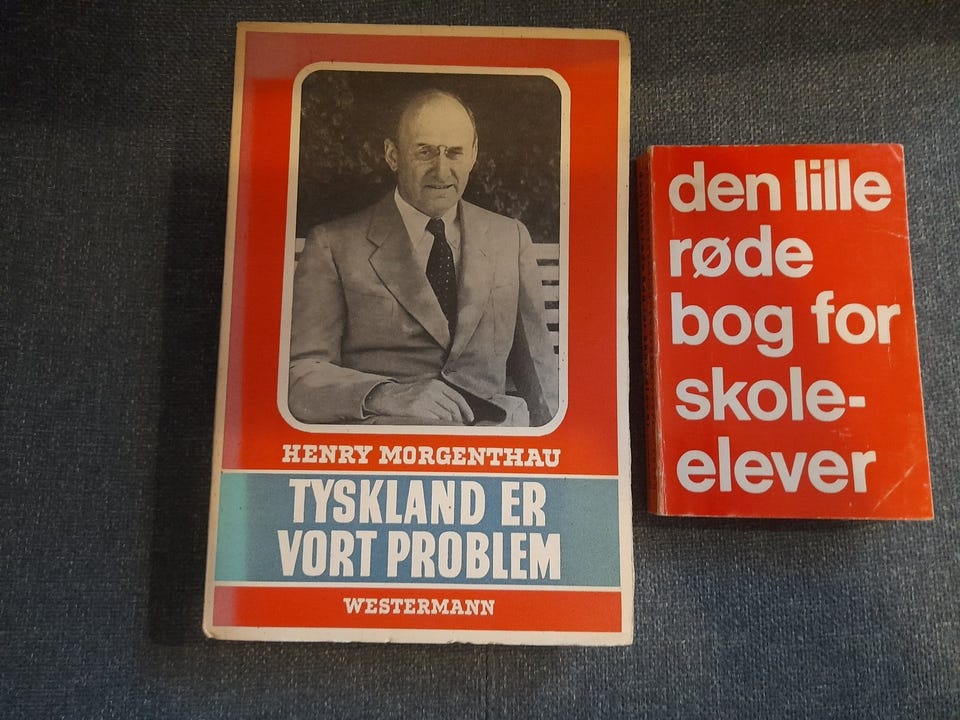 HENRY MORGENTHAU
TYSKLAND ER
VORT PROBLEM
WESTERMANN
den lille
røde
bog for
skole-
elever